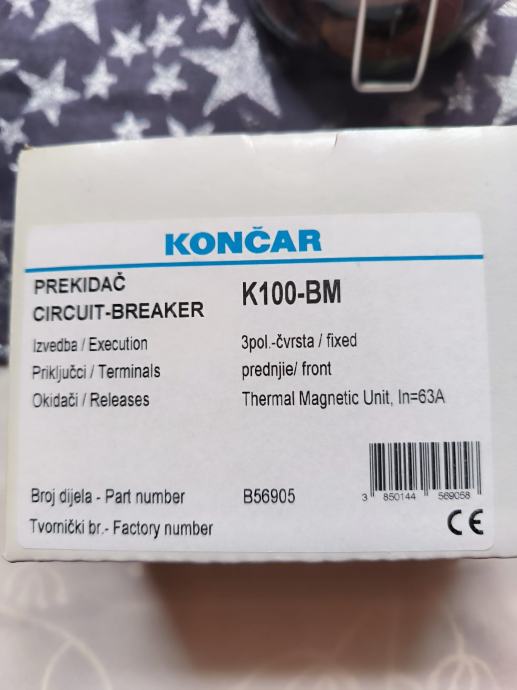 KONČAR
PREKIDAČ
CIRCUIT-BREAKER K100-BM
Izvedba / Execution 3pol.-čvrsta / fixed
Priključci / Terminals prednjie/ front
Okidači / Releases Thermal Magnetic Unit, In=63A
Broj dijela - Part number B56905
3 850144 569058
Tvornički br.- Factory number CE